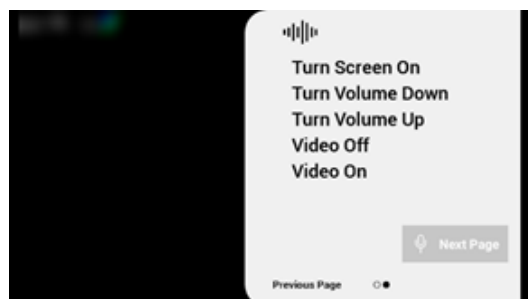 Turn Screen On
Turn Volume Down
Turn Volume Up
Video Off
Video On
Next Page
Previous Page